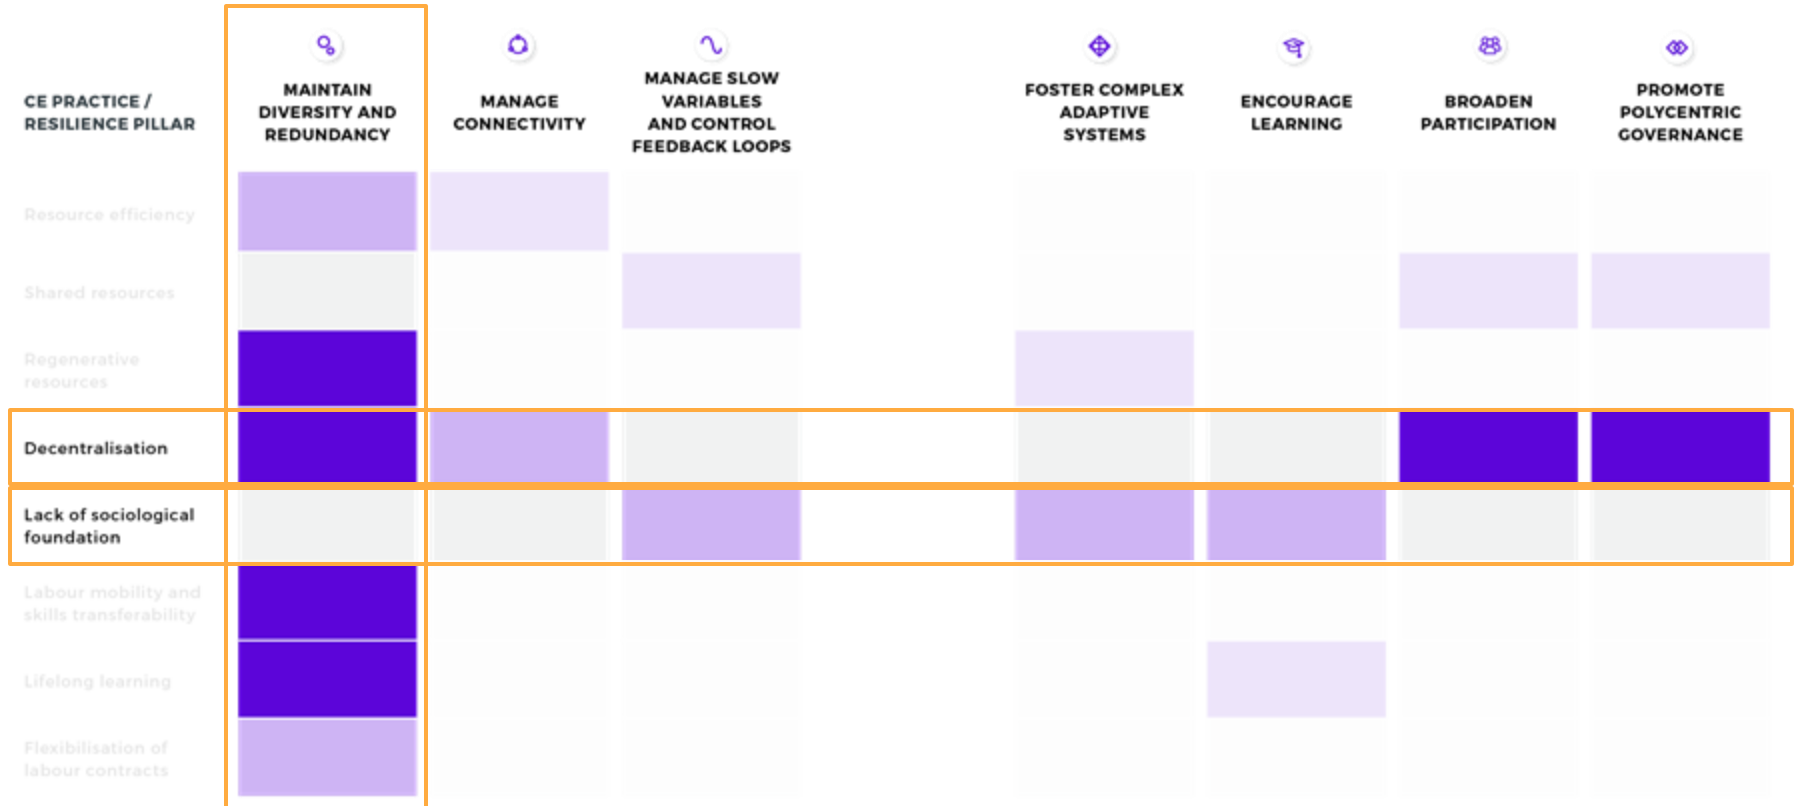 CE PRACTICE /
RESILIENCE PILLAR
MAINTAIN
DIVERSITY AND
REDUNDANCY
MANAGE
CONNECTIVITY
MANAGE SLOW
VARIABLES
AND CONTROL
FEEDBACK LOOPS
FOSTER COMPLEX
ADAPTIVE
SYSTEMS
ENCOURAGE
LEARNING
BROADEN
PARTICIPATION
PROMOTE
POLYCENTRIC
GOVERNANCE
Resource efficiency
Shared resources
Regenerative
resources
Decentralisation
Lack of sociological
foundation
Labour mobility and
skills transferability
Lifelong learning
Flexibilisation of
labour contracts